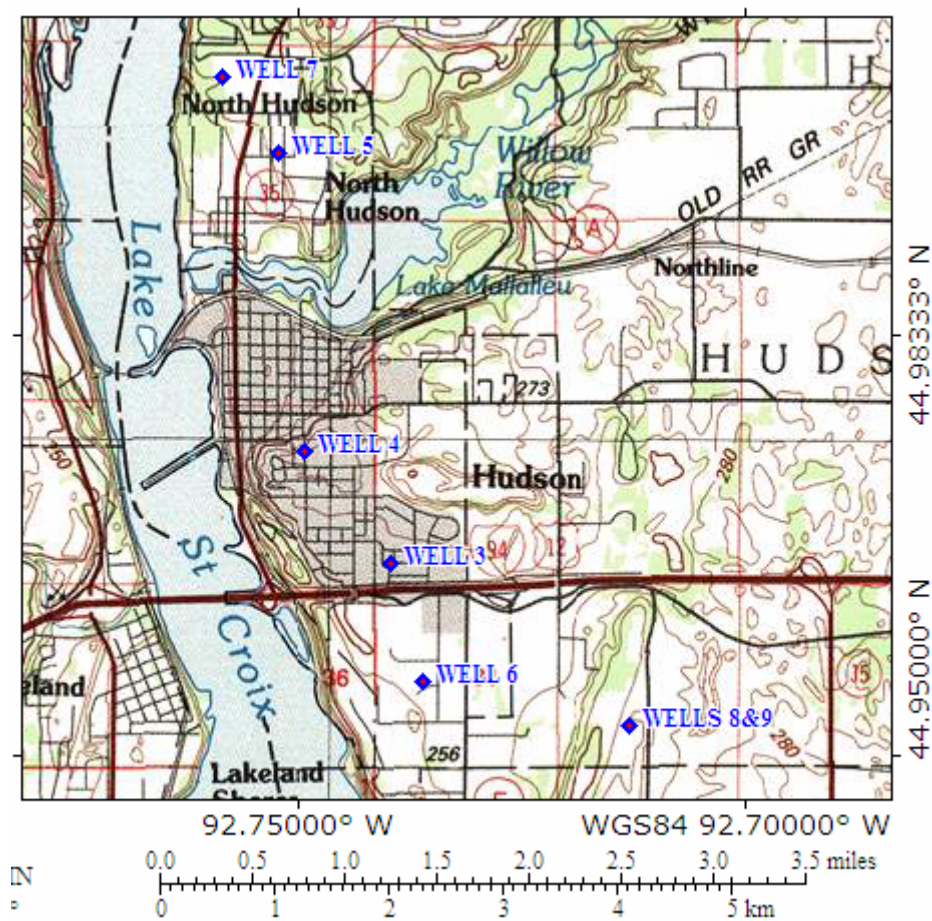 WELL 7
North Hudson
WELL 5
35
North
Hudson
Willow
River
A
OLD RR GR
H
Lake
Lake Mallalieu
Northline
44.98333° N
HUDS
273
WELL 4
260
Hudson
280
94
12
WELL 3
St
Croix
36
WELL 6
35
WELLS 8&9
44.95000° N
eland
256
280
Lakeland
Shores
92.75000° W
WGS84 92.70000° W
0.0 0.5 1.0 1.5 2.0 2.5 3.0 3.5 miles
0 1 2 3 4 5 km